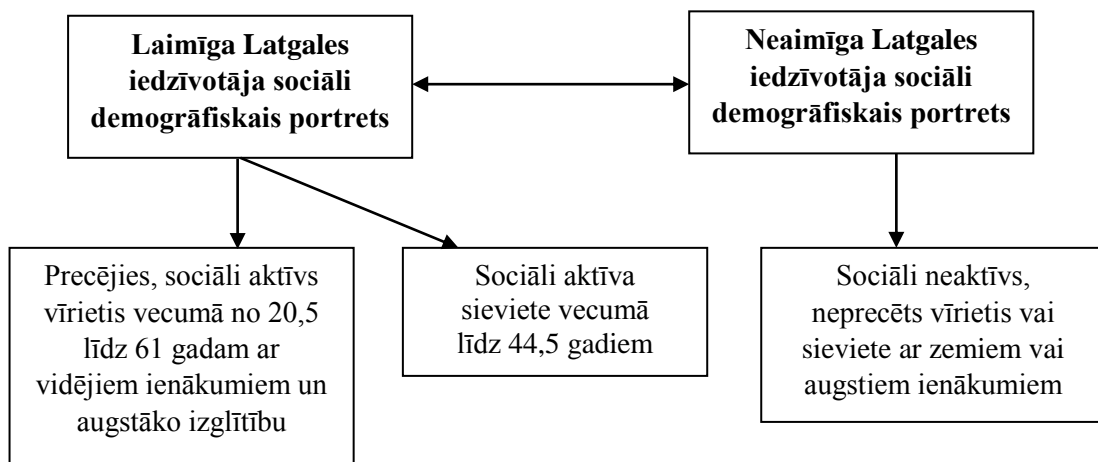 Laimīga Latgales
iedzīvotāja sociāli
demogrāfiskais portrets
Neaimīga Latgales
iedzīvotāja sociāli
demogrāfiskais portrets
Precējies, sociāli aktīvs
vīrietis vecumā no 20,5
līdz 61 gadam ar
vidējiem ienākumiem un
augstāko izglītību
Sociāli aktīva
sieviete vecumā
līdz 44,5 gadiem
Sociāli neaktīvs,
neprecēts vīrietis vai
sieviete ar zemiem vai
augstiem ienākumiem